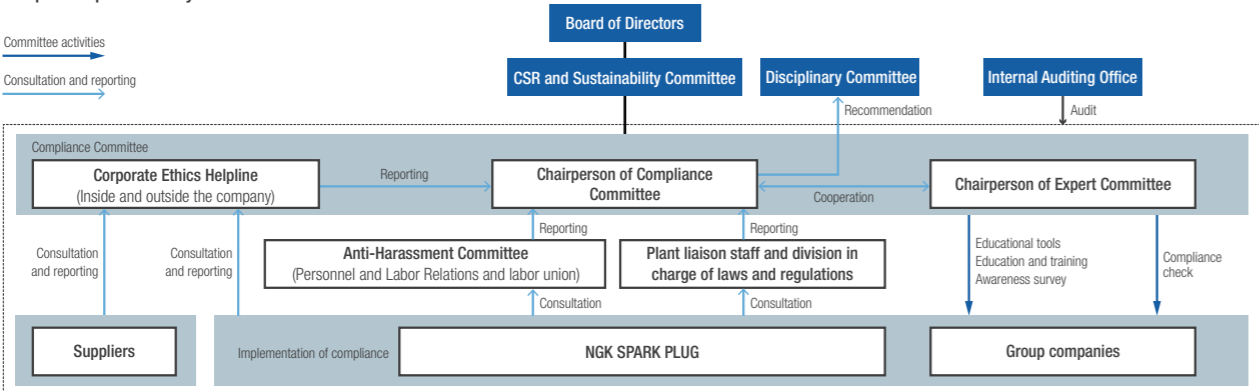 Board of Directors
Committee activities
Consultation and reporting
CSR and Sustainability Committee
Disciplinary Committee
Internal Auditing Office
Recommendation
Audit
Compliance Committee
Corporate Ethics Helpline
(Inside and outside the company)
Reporting
Chairperson of Compliance
Committee
Cooperation
Chairperson of Expert Committee
Consultation
and reporting
Consultation
and reporting
Reporting
Reporting
Anti-Harassment Committee
(Personnel and Labor Relations and labor union)
Plant liaison staff and division in
charge of laws and regulations
Educational tools
Education and training
Awareness survey
Compliance
check
Consultation
Consultation
Suppliers
Implementation of compliance
NGK SPARK PLUG
Group companies